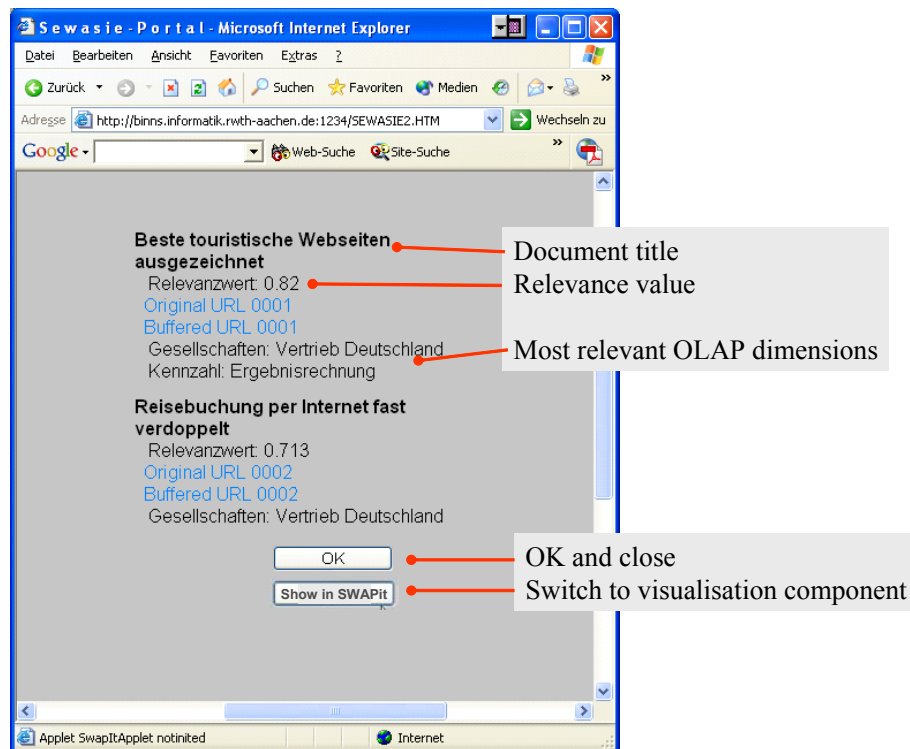 Sewasie-Portal - Microsoft Internet Explorer
Datei Bearbeiten Ansicht Favoriten Extras ?
Zurück Suchen Favoriten Medien »
Adresse http://binns.informatik.rwth-aachen.de:1234/SEWASIE2.HTM Wechseln zu
Google Web-Suche Site-Suche »
Beste touristische Webseiten
ausgezeichnet
Document title
Relevanzwert: 0.82
Relevance value
Original URL 0001
Buffered URL 0001
Gesellschaften: Vertrieb Deutschland
Most relevant OLAP dimensions
Kennzahl: Ergebnisrechnung
Reisebuchung per Internet fast
verdoppelt
Relevanzwert: 0.713
Original URL 0002
Buffered URL 0002
Gesellschaften: Vertrieb Deutschland
OK
OK and close
Show in SWAPit
Switch to visualisation component
Applet SwapItApplet notinited Internet